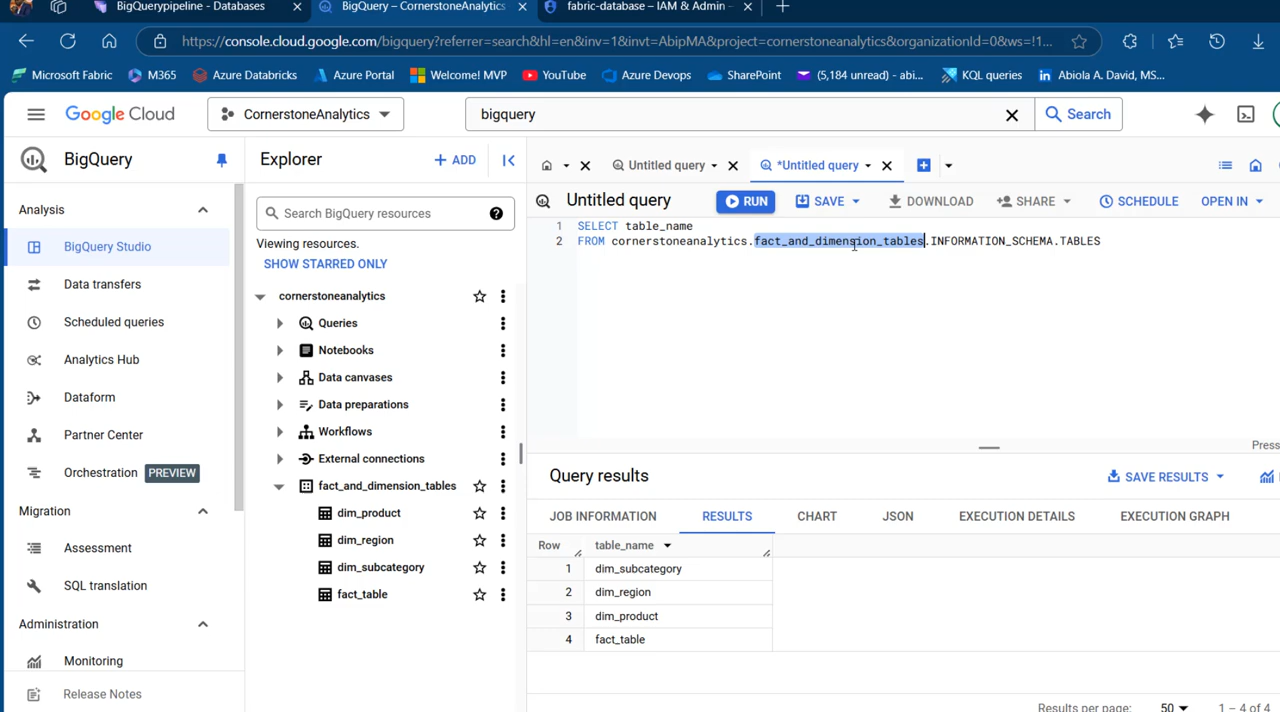 BigQuerypipeline - Databases
BigQuery – CornerstoneAnalytics
fabric-database – IAM & Admin -
https://console.cloud.google.com/bigquery?referrer=search&hl=en&inv=1&invt=AbipMA&project=cornerstoneanalytics&organizationId=0&ws=!1...
Microsoft Fabric M365 Azure Databricks Azure Portal Welcome! MVP YouTube Azure Devops SharePoint (5,184 unread) - abi... KQL queries Abiola A. David, MS...
Google Cloud
CornerstoneAnalytics
bigquery
Search
BigQuery
Analysis
BigQuery Studio
Data transfers
Scheduled queries
Analytics Hub
Dataform
Partner Center
Orchestration PREVIEW
Migration
Assessment
SQL translation
Administration
Monitoring
Release Notes
Explorer
+ ADD
Search BigQuery resources
Viewing resources.
SHOW STARRED ONLY
cornerstoneanalytics
Queries
Notebooks
Data canvases
Data preparations
Workflows
External connections
fact_and_dimension_tables
dim_product
dim_region
dim_subcategory
fact_table
Untitled query
*Untitled query
Untitled query RUN SAVE DOWNLOAD SHARE SCHEDULE OPEN IN
1 SELECT table_name
2 FROM cornerstoneanalytics.fact_and_dimension_tables.INFORMATION_SCHEMA.TABLES
Press
Query results
SAVE RESULTS
JOB INFORMATION RESULTS CHART JSON EXECUTION DETAILS EXECUTION GRAPH
Row table_name
1 dim_subcategory
2 dim_region
3 dim_product
4 fact_table
Results per page: 50 1 – 4 of 4